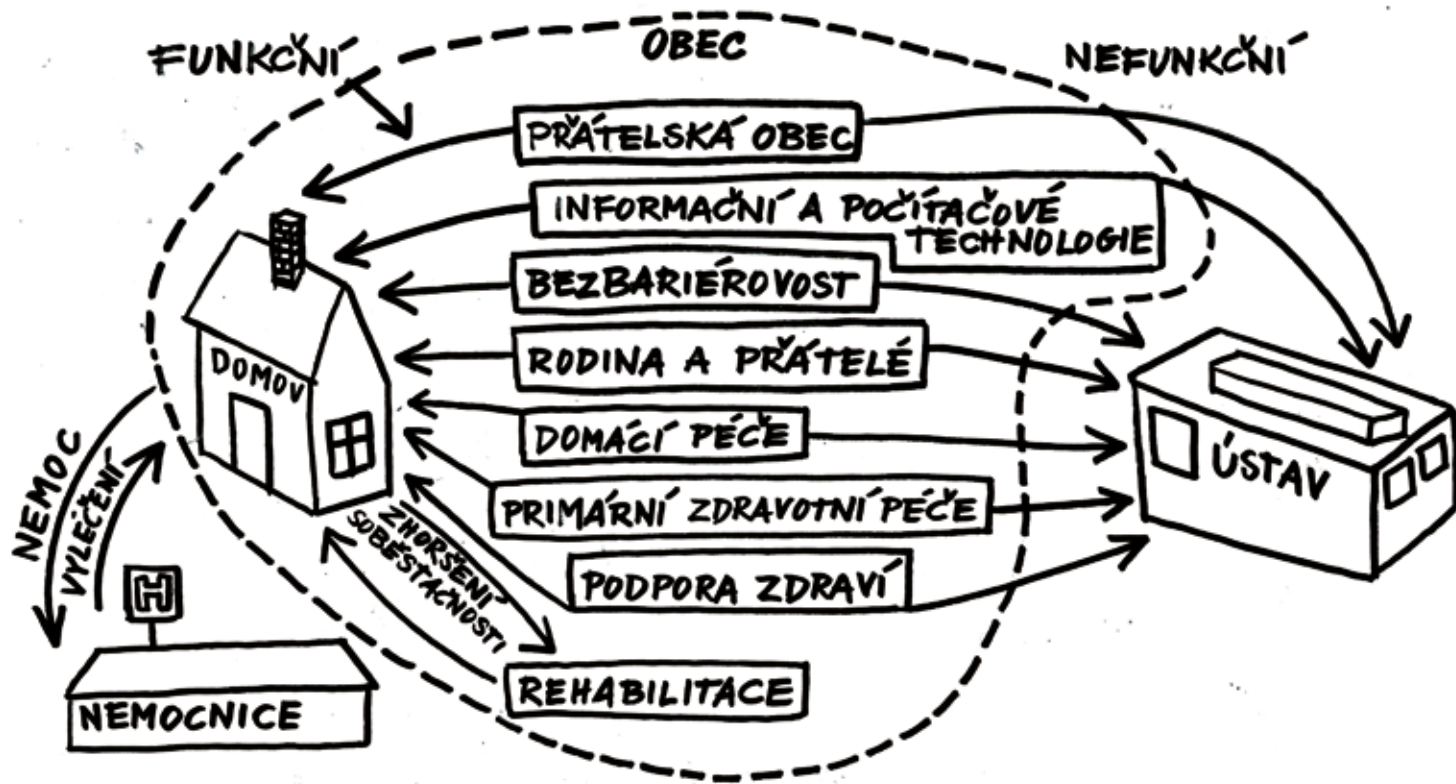 FUNKČNÍ
OBEC
NEFUNKČNÍ
PŘÁTELSKÁ OBEC
INFORMAČNÍ A POČÍTAČOVÉ
TECHNOLOGIE
BEZBARIÉROVOST
RODINA A PŘÁTELÉ
DOMOV
DOMÁCÍ PÉČE
ÚSTAV
PRIMÁRNÍ ZDRAVOTNÍ PÉČE
NEMOC
VYLÉČENÍ
ZHORŠENÍ
SOBĚSTAČNOSTI
PODPORA ZDRAVÍ
H
REHABILITACE
NEMOCNICE